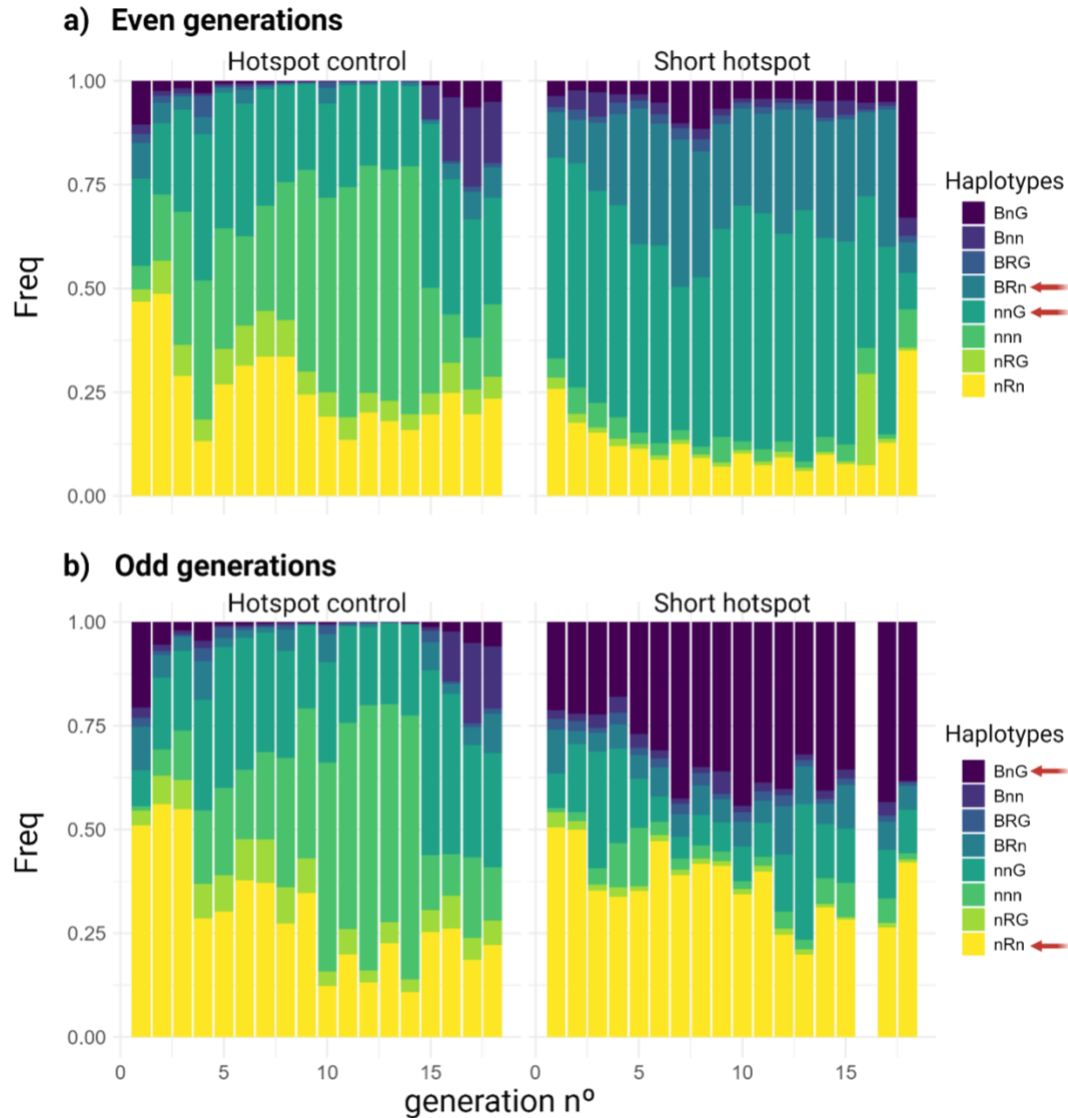 a) Even generations
Hotspot control
Short hotspot
1.00
0.75
0.50
0.25
0.00
Freq
Haplotypes
BnG
Bnn
BRG
BRn
nnG
nnn
nRG
nRn
b) Odd generations
Hotspot control
Short hotspot
1.00
0.75
0.50
0.25
0.00
Freq
0 5 10 15 0 5 10 15
generation nº
Haplotypes
BnG
Bnn
BRG
BRn
nnG
nnn
nRG
nRn